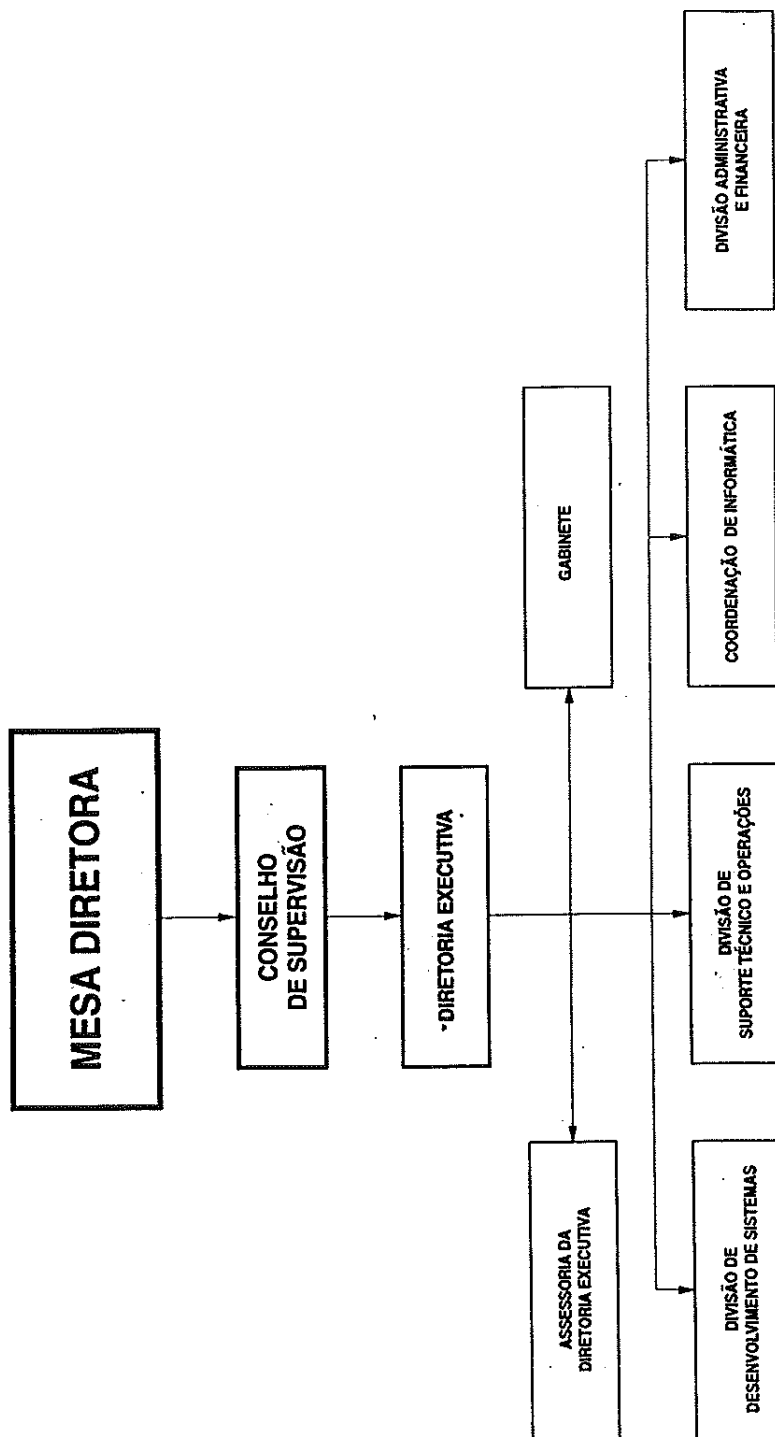 MESA DIRETORA
CONSELHO
DE SUPERVISÃO
DIRETORIA EXECUTIVA
ASSESSORIA DA
DIRETORIA EXECUTIVA
GABINETE
DIVISÃO DE
DESENVOLVIMENTO DE SISTEMAS
DIVISÃO DE
SUPORTE TÉCNICO E OPERAÇÕES
COORDENAÇÃO DE INFORMÁTICA
DIVISÃO ADMINISTRATIVA
E FINANCEIRA